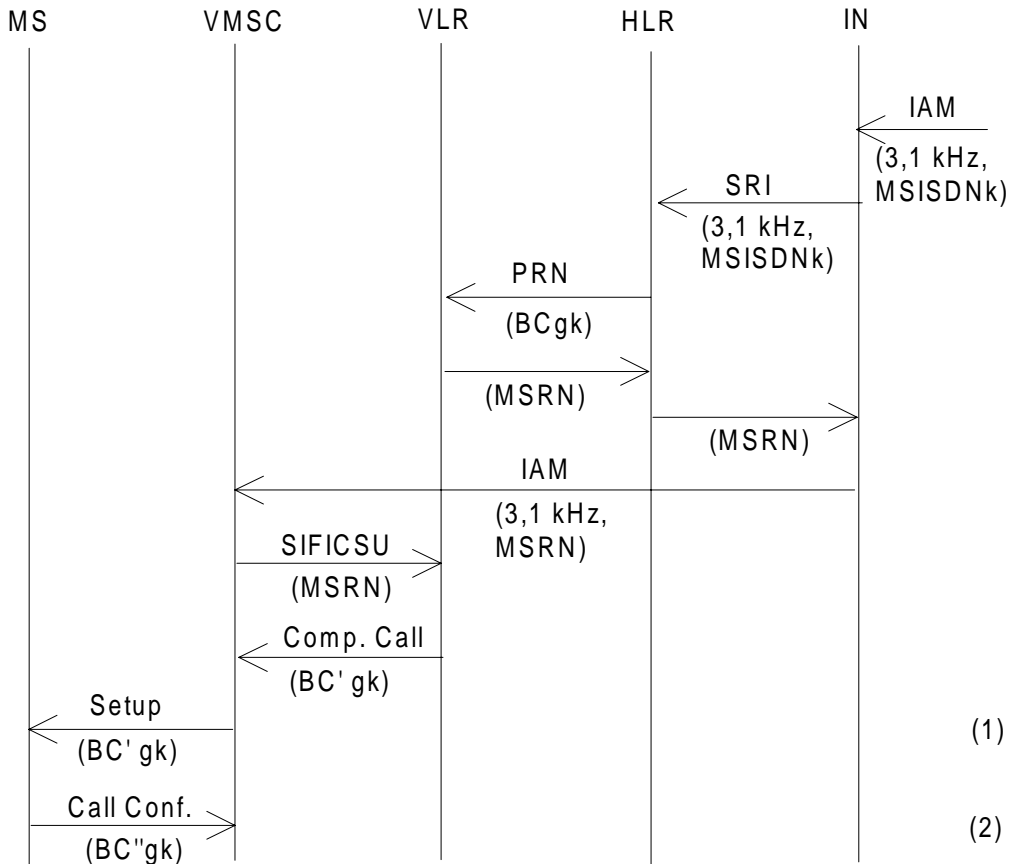 MS VMSC VLR HLR IN
IAM
(3,1 kHz,
MSISDNk)
SRI
(3,1 kHz,
MSISDNk)
PRN
(BCgk)
(MSRN)
(MSRN)
IAM
(3,1 kHz,
MSRN)
SIFICSU
(MSRN)
Comp. Call
(BC' gk)
Setup
(BC' gk)
(1)
Call Conf.
(BC"gk)
(2)